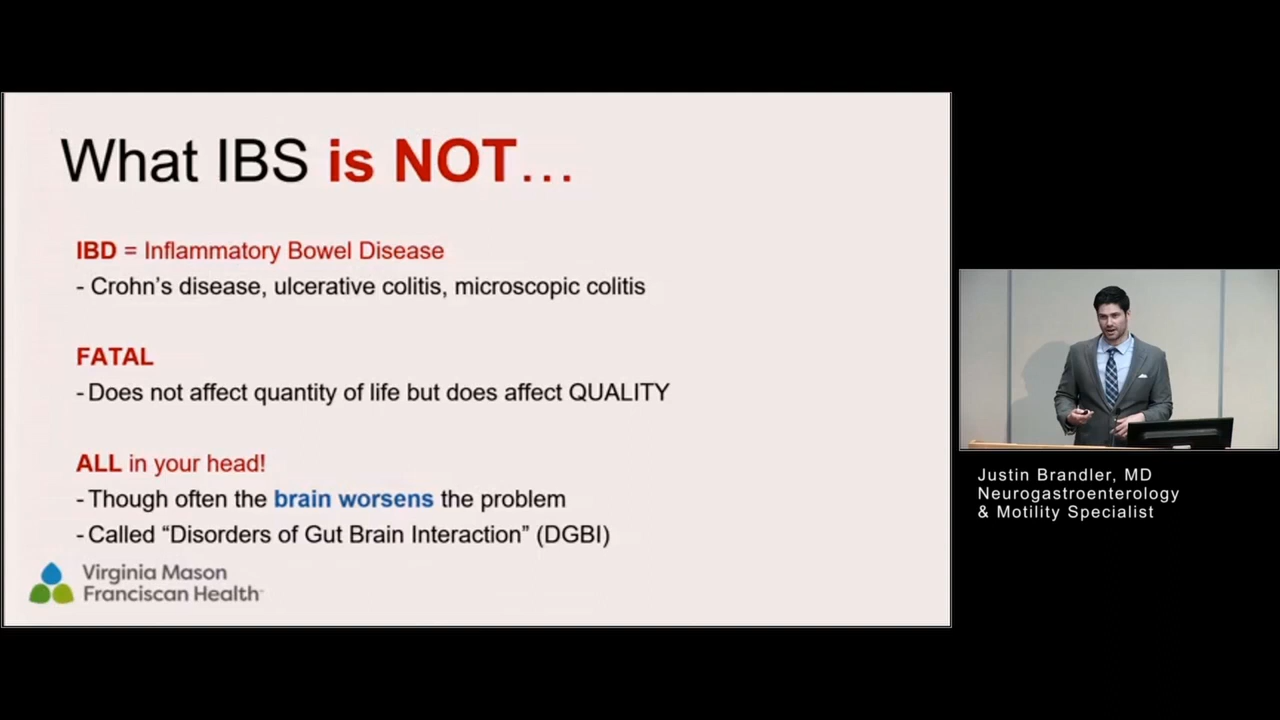 What IBS is NOT…
IBD = Inflammatory Bowel Disease
- Crohn’s disease, ulcerative colitis, microscopic colitis
FATAL
- Does not affect quantity of life but does affect QUALITY
ALL in your head!
- Though often the brain worsens the problem
- Called “Disorders of Gut Brain Interaction” (DGBI)
Virginia Mason
Franciscan Health
Justin Brandler, MD
Neurogastroenterology
& Motility Specialist